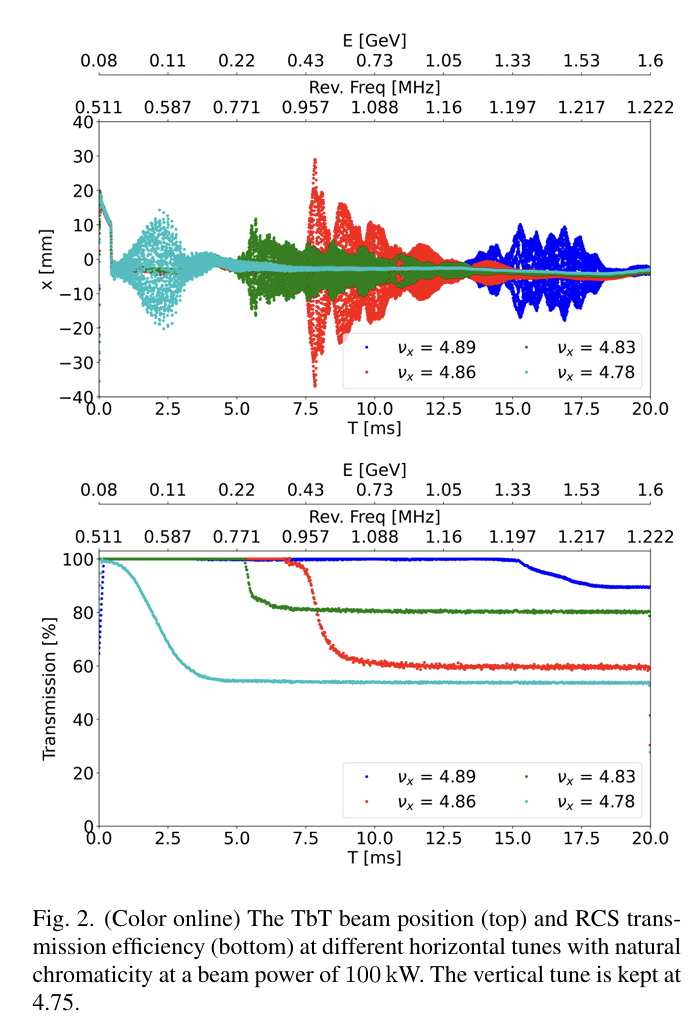 E [GeV]
0.08 0.11 0.22 0.43 0.73 1.05 1.33 1.53 1.6
Rev. Freq [MHz]
0.511 0.587 0.771 0.957 1.088 1.16 1.197 1.217 1.222
40
30
20
10
0
−10
−20
−30
−40
x [mm]
νx = 4.89 νx = 4.83
νx = 4.86 νx = 4.78
0.0 2.5 5.0 7.5 10.0 12.5 15.0 17.5 20.0
T [ms]
E [GeV]
0.08 0.11 0.22 0.43 0.73 1.05 1.33 1.53 1.6
Rev. Freq [MHz]
0.511 0.587 0.771 0.957 1.088 1.16 1.197 1.217 1.222
100
80
60
40
20
0
Transmission [%]
νx = 4.89 νx = 4.83
νx = 4.86 νx = 4.78
0.0 2.5 5.0 7.5 10.0 12.5 15.0 17.5 20.0
T [ms]
Fig. 2. (Color online) The TbT beam position (top) and RCS trans-
mission efficiency (bottom) at different horizontal tunes with natural
chromaticity at a beam power of 100 kW. The vertical tune is kept at
4.75.